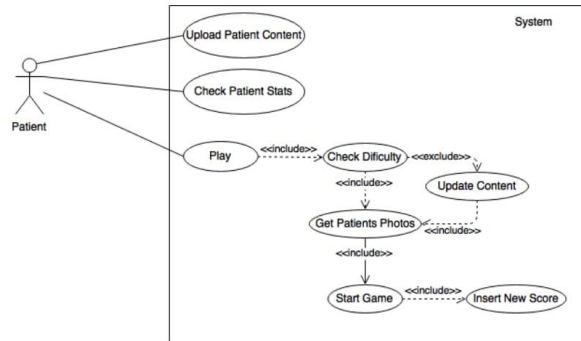 System
Upload Patient Content
Check Patient Stats
Patient
Play
<<include>>
Check Dificulty
<<exclude>>
<<include>>
Update Content
Get Patients Photos
<<include>>
<<include>>
Start Game
<<include>>
Insert New Score